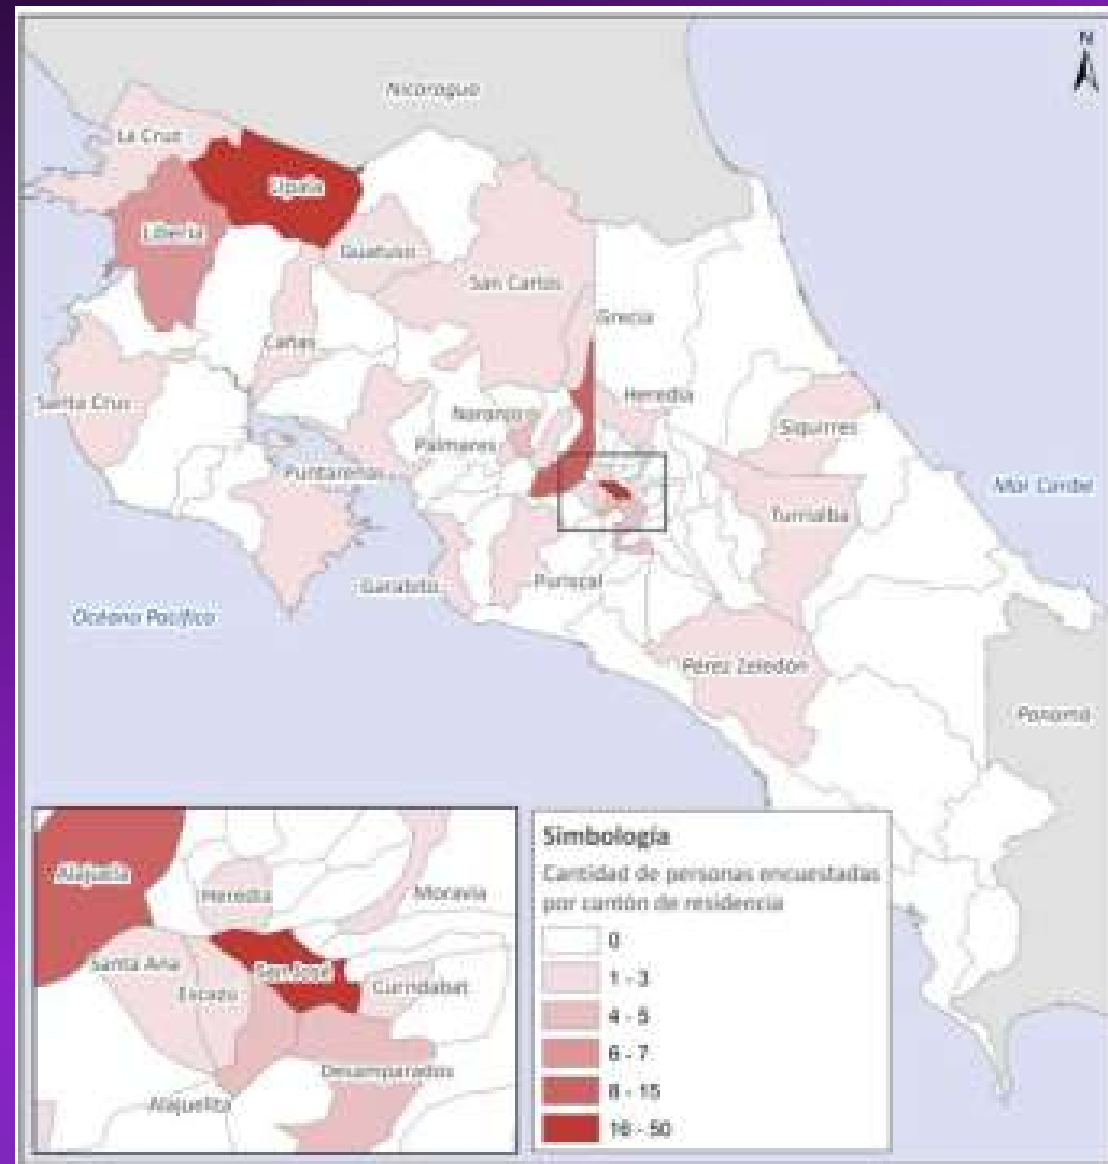 N
Nicaragua
La Cruz
Upala
Liberia
Guatuso
San Carlos
Grecia
Cañas
Santa Cruz
Naranjo
Heredia
Siquirres
Palmares
Puntarenas
Mar Caribe
Turrialba
Garabito
Puriscal
Océano Pacífico
Pérez Zeledón
Panamá
Alajuela
Heredia
Moravia
Santa Ana
San José
Escazú
Curridabat
Desamparados
Alajuelita
Simbología
Cantidad de personas encuestadas
por cantón de residencia
0
1 - 3
4 - 5
6 - 7
8 - 15
16 - 50